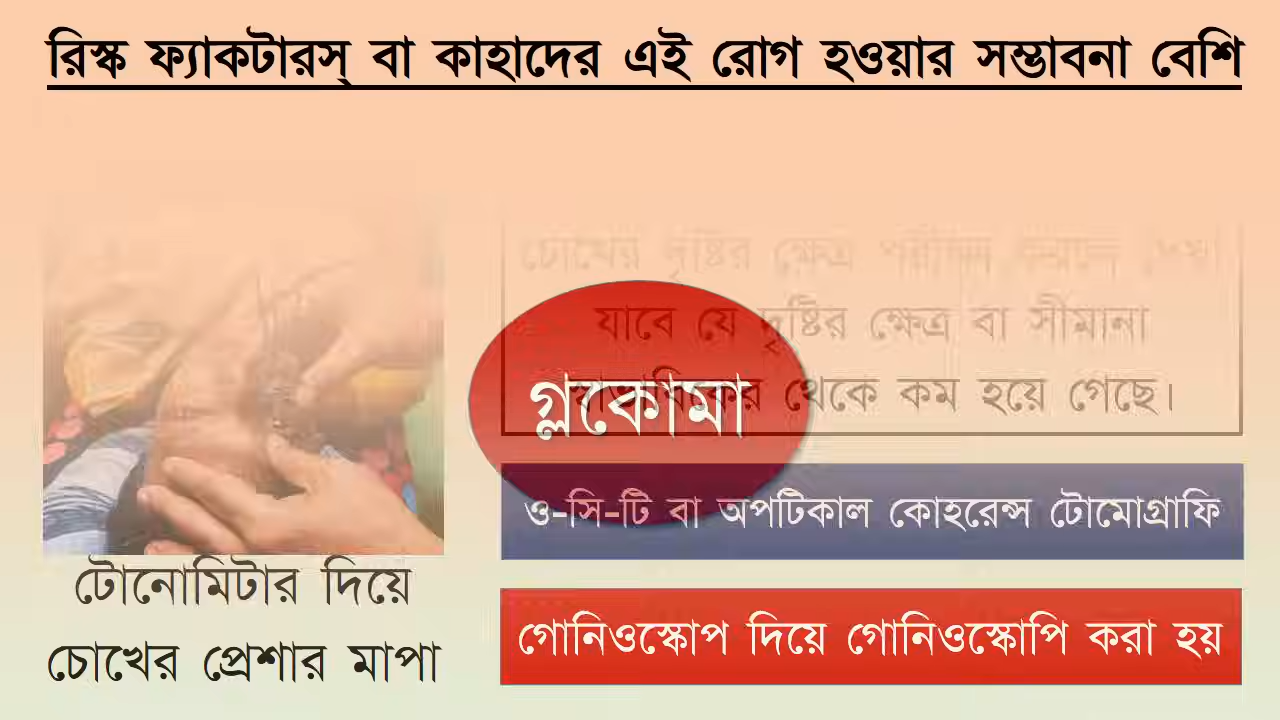 রিস্ক ফ্যাকটারস্ বা কাহাদের এই রোগ হওয়ার সম্ভাবনা বেশি
চোখের দৃষ্টির ক্ষেত্র
যাবে যে দৃষ্টির ক্ষেত্র বা সীমানা
থেকে কম হয়ে গেছে।
গ্লকোমা
ও-সি-টি বা অপটিকাল কোহরেন্স টোমোগ্রাফি
টোনোমিটার দিয়ে
চোখের প্রেশার মাপা
গোনিওস্কোপ দিয়ে গোনিওস্কোপি করা হয়